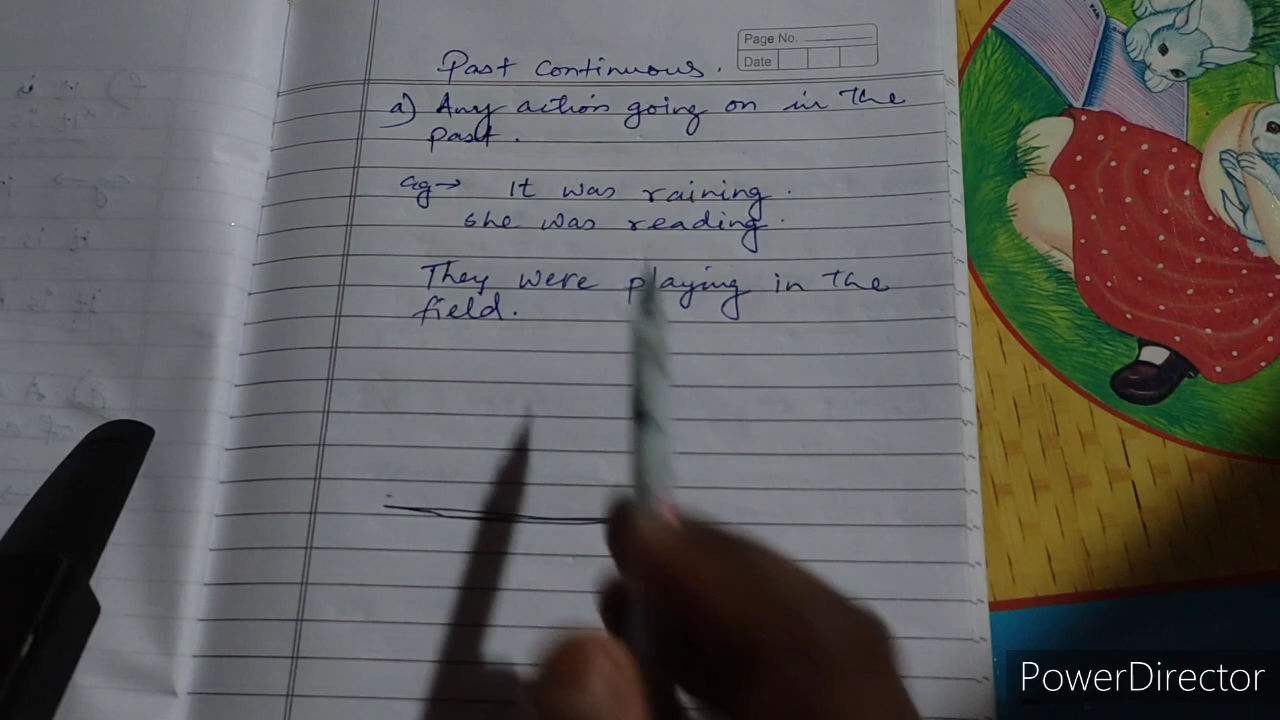 Page No.
Date
Past continuous.
a) Any action going on in the
past.
eg→ It was raining.
she was reading.
They were playing in the
field.
PowerDirector